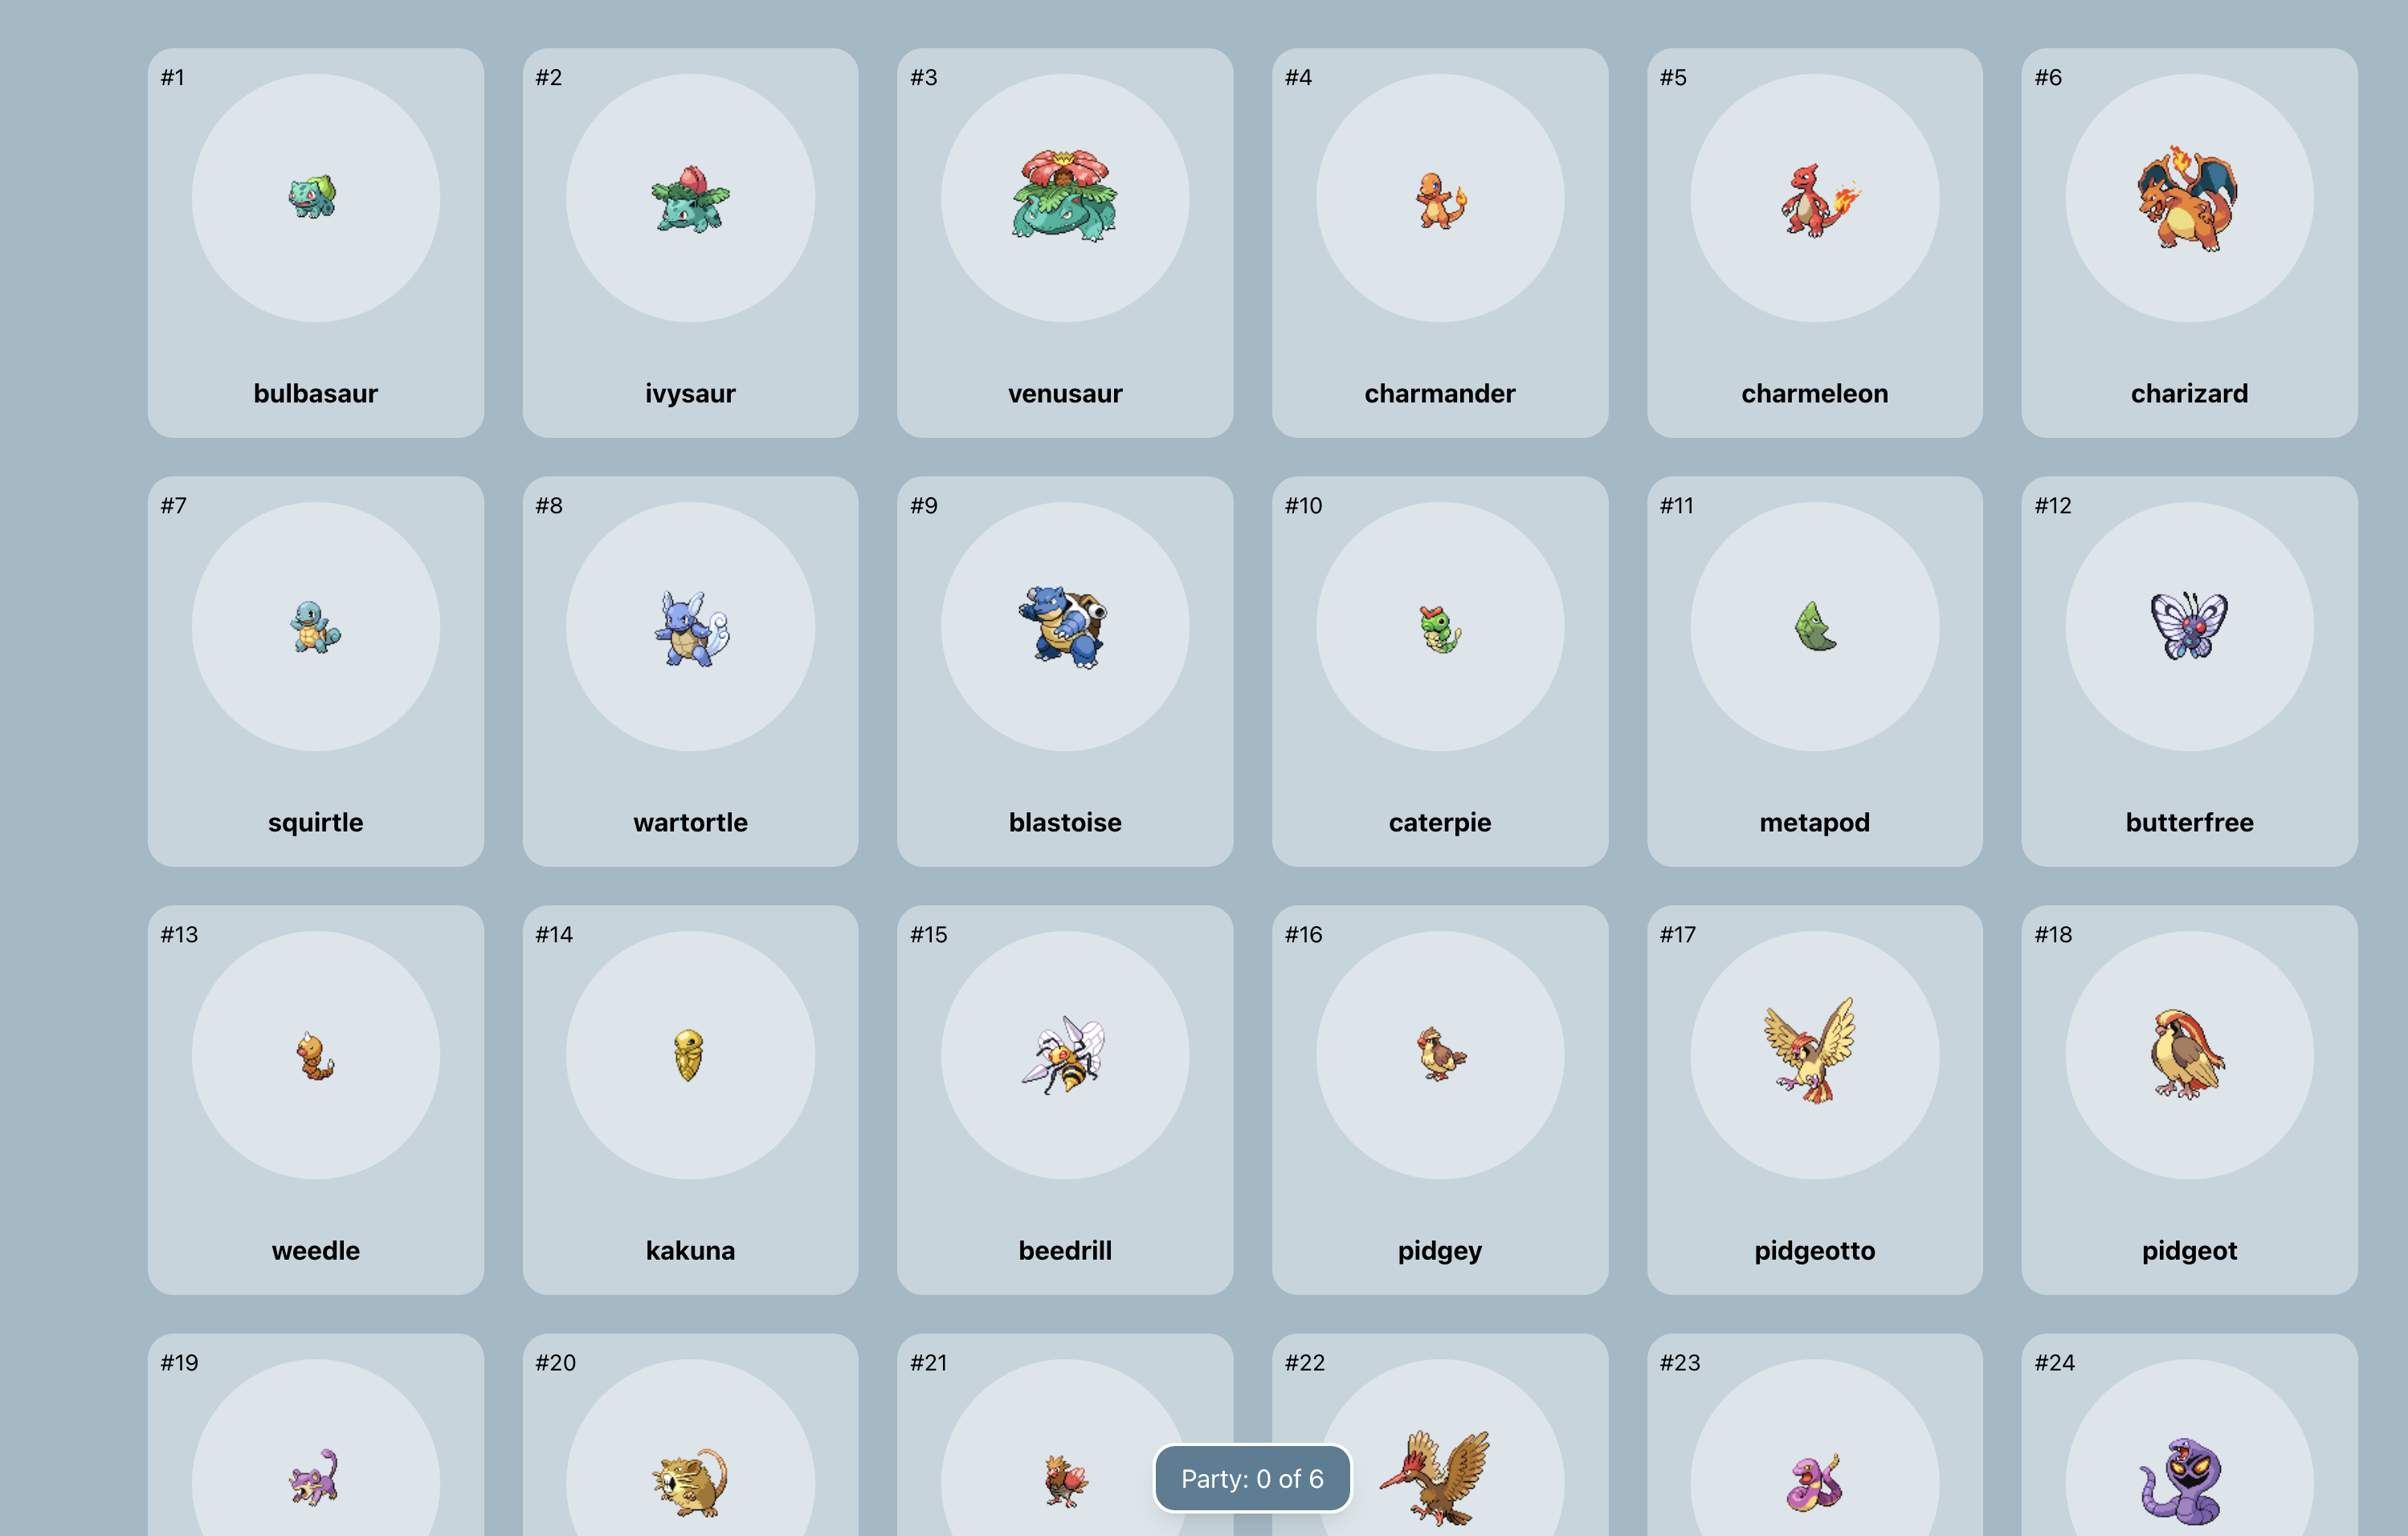 #1
#2
#3
#4
#5
#6
bulbasaur
ivysaur
venusaur
charmander
charmeleon
charizard
#7
#8
#9
#10
#11
#12
squirtle
wartortle
blastoise
caterpie
metapod
butterfree
#13
#14
#15
#16
#17
#18
weedle
kakuna
beedrill
pidgey
pidgeotto
pidgeot
#19
#20
#21
#22
#23
#24
Party: 0 of 6